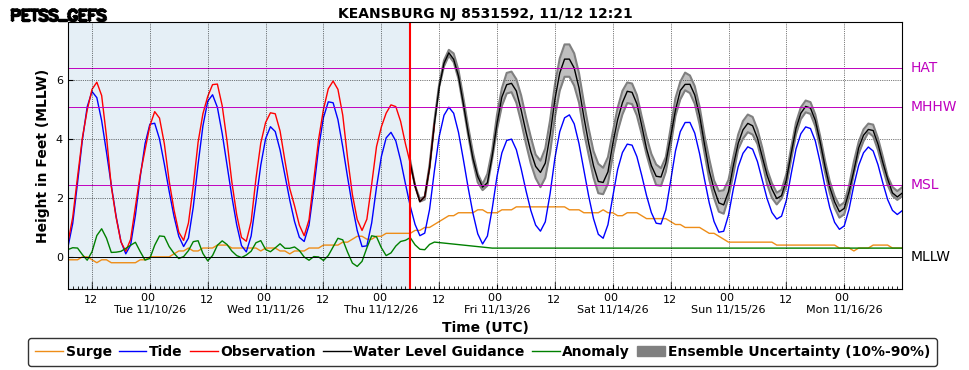 PETSS_GEFS
KEANSBURG NJ 8531592, 11/12 12:21
Height in Feet (MLLW)
6
4
2
0
HAT
MHHW
MSL
MLLW
12 00 12 00 12 00 12 00 12 00 12 00 12 00
Tue 11/10/26 Wed 11/11/26 Thu 11/12/26 Fri 11/13/26 Sat 11/14/26 Sun 11/15/26 Mon 11/16/26
Time (UTC)
Surge Tide Observation Water Level Guidance Anomaly Ensemble Uncertainty (10%-90%)